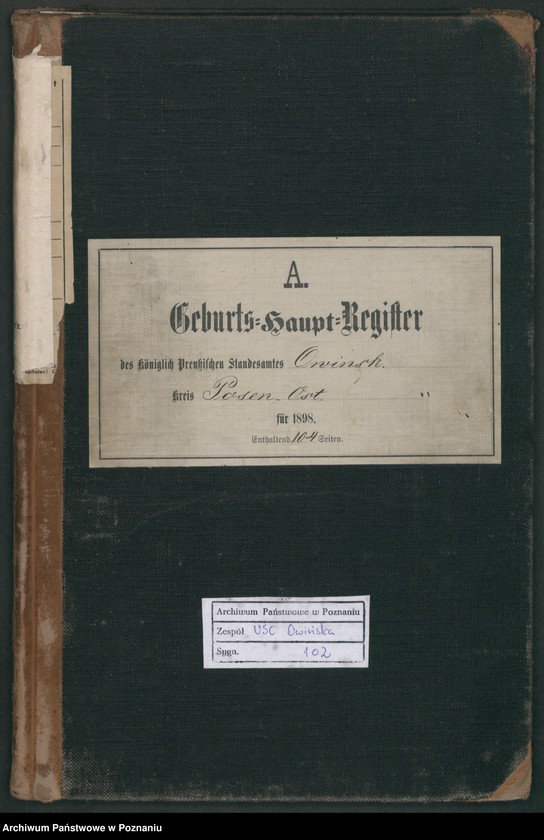 A.
Geburts-Haupt-Register
des Königlich Preußischen Standesamtes Owinsk.
Kreis Posen-Ost. "
für 1898.
Enthaltend 104 Seiten.
Archiwum Państwowe w Poznaniu
Zespół USC Owińska
Sygn. 102
Archiwum Państwowe w Poznaniu